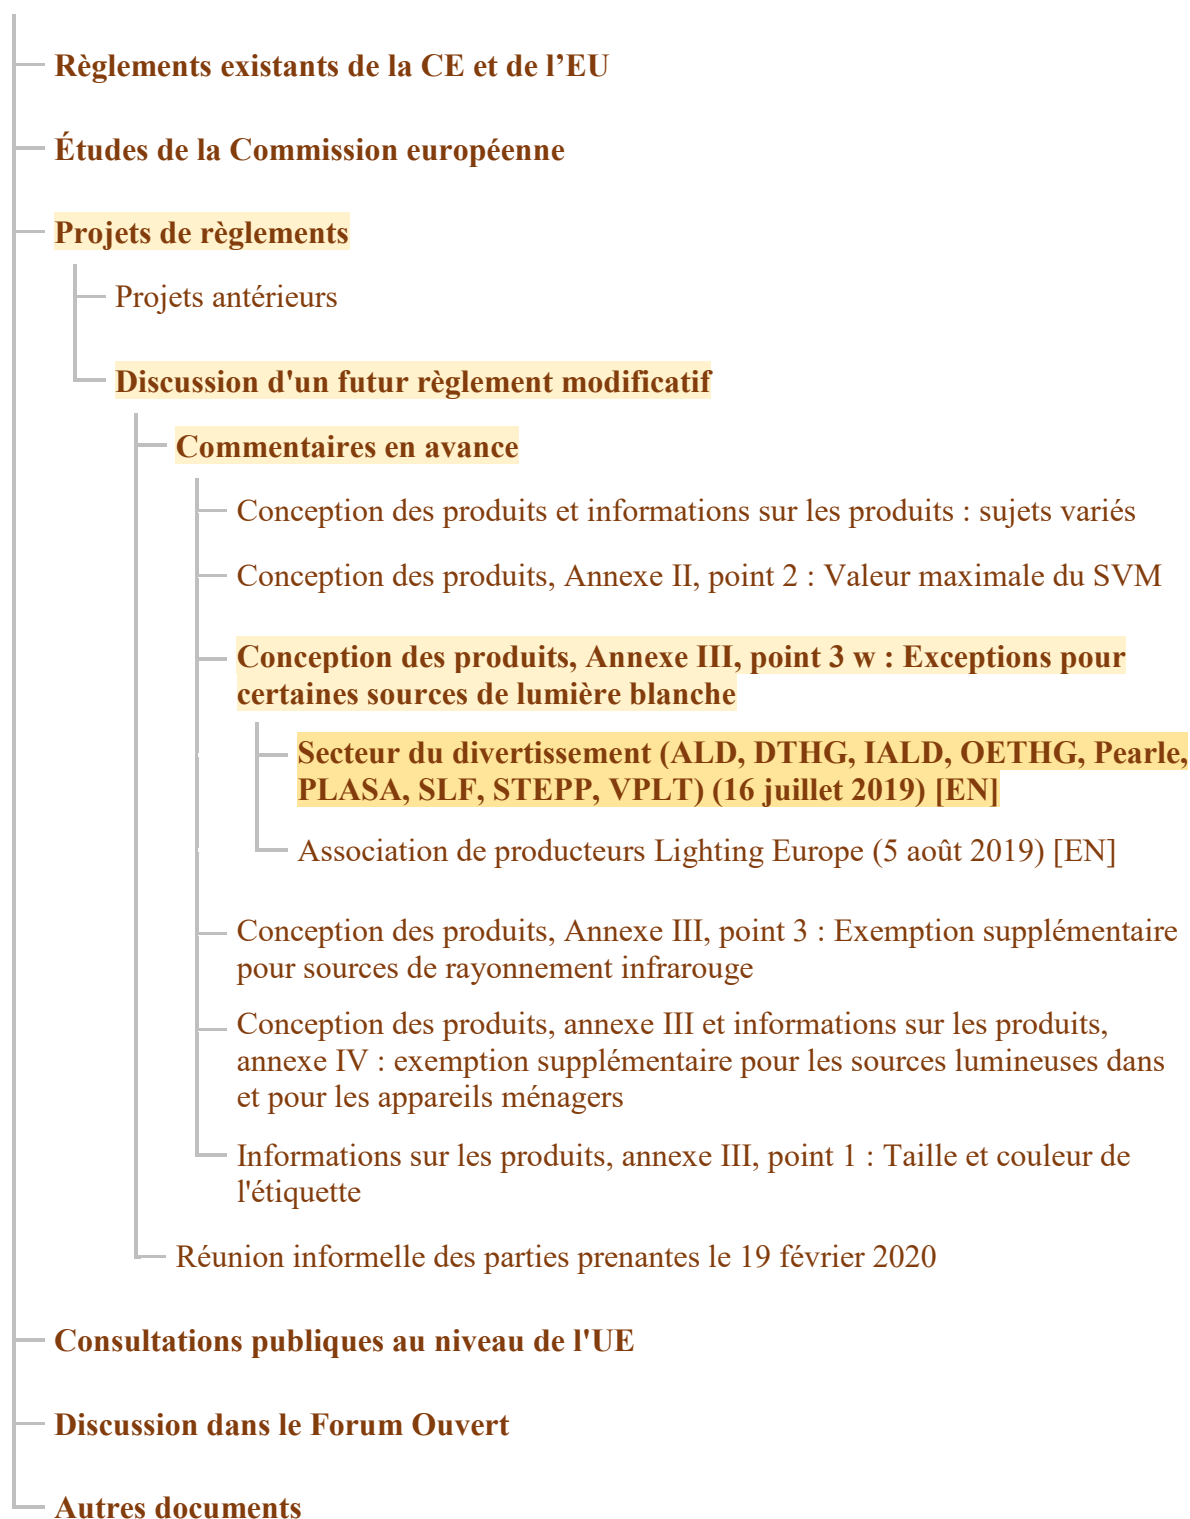 Règlements existants de la CE et de l’EU
Études de la Commission européenne
Projets de règlements
Projets antérieurs
Discussion d'un futur règlement modificatif
Commentaires en avance
Conception des produits et informations sur les produits : sujets variés
Conception des produits, Annexe II, point 2 : Valeur maximale du SVM
Conception des produits, Annexe III, point 3 w : Exceptions pour
certaines sources de lumière blanche
Secteur du divertissement (ALD, DTHG, IALD, OETHG, Pearle,
PLASA, SLF, STEPP, VPLT) (16 juillet 2019) [EN]
Association de producteurs Lighting Europe (5 août 2019) [EN]
Conception des produits, Annexe III, point 3 : Exemption supplémentaire
pour sources de rayonnement infrarouge
Conception des produits, annexe III et informations sur les produits,
annexe IV : exemption supplémentaire pour les sources lumineuses dans
et pour les appareils ménagers
Informations sur les produits, annexe III, point 1 : Taille et couleur de
l'étiquette
Réunion informelle des parties prenantes le 19 février 2020
Consultations publiques au niveau de l'UE
Discussion dans le Forum Ouvert
Autres documents